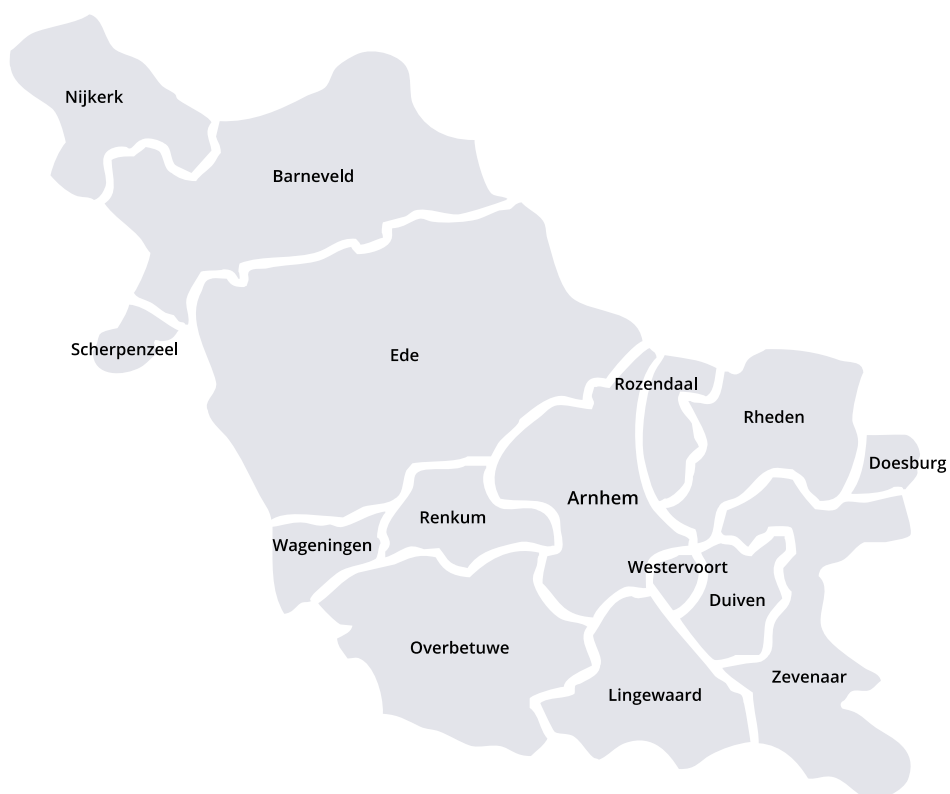 Nijkerk
Barneveld
Scherpenzeel
Ede
Rozendaal
Rheden
Doesburg
Arnhem
Renkum
Wageningen
Westervoort
Duiven
Overbetuwe
Zevenaar
Lingewaard